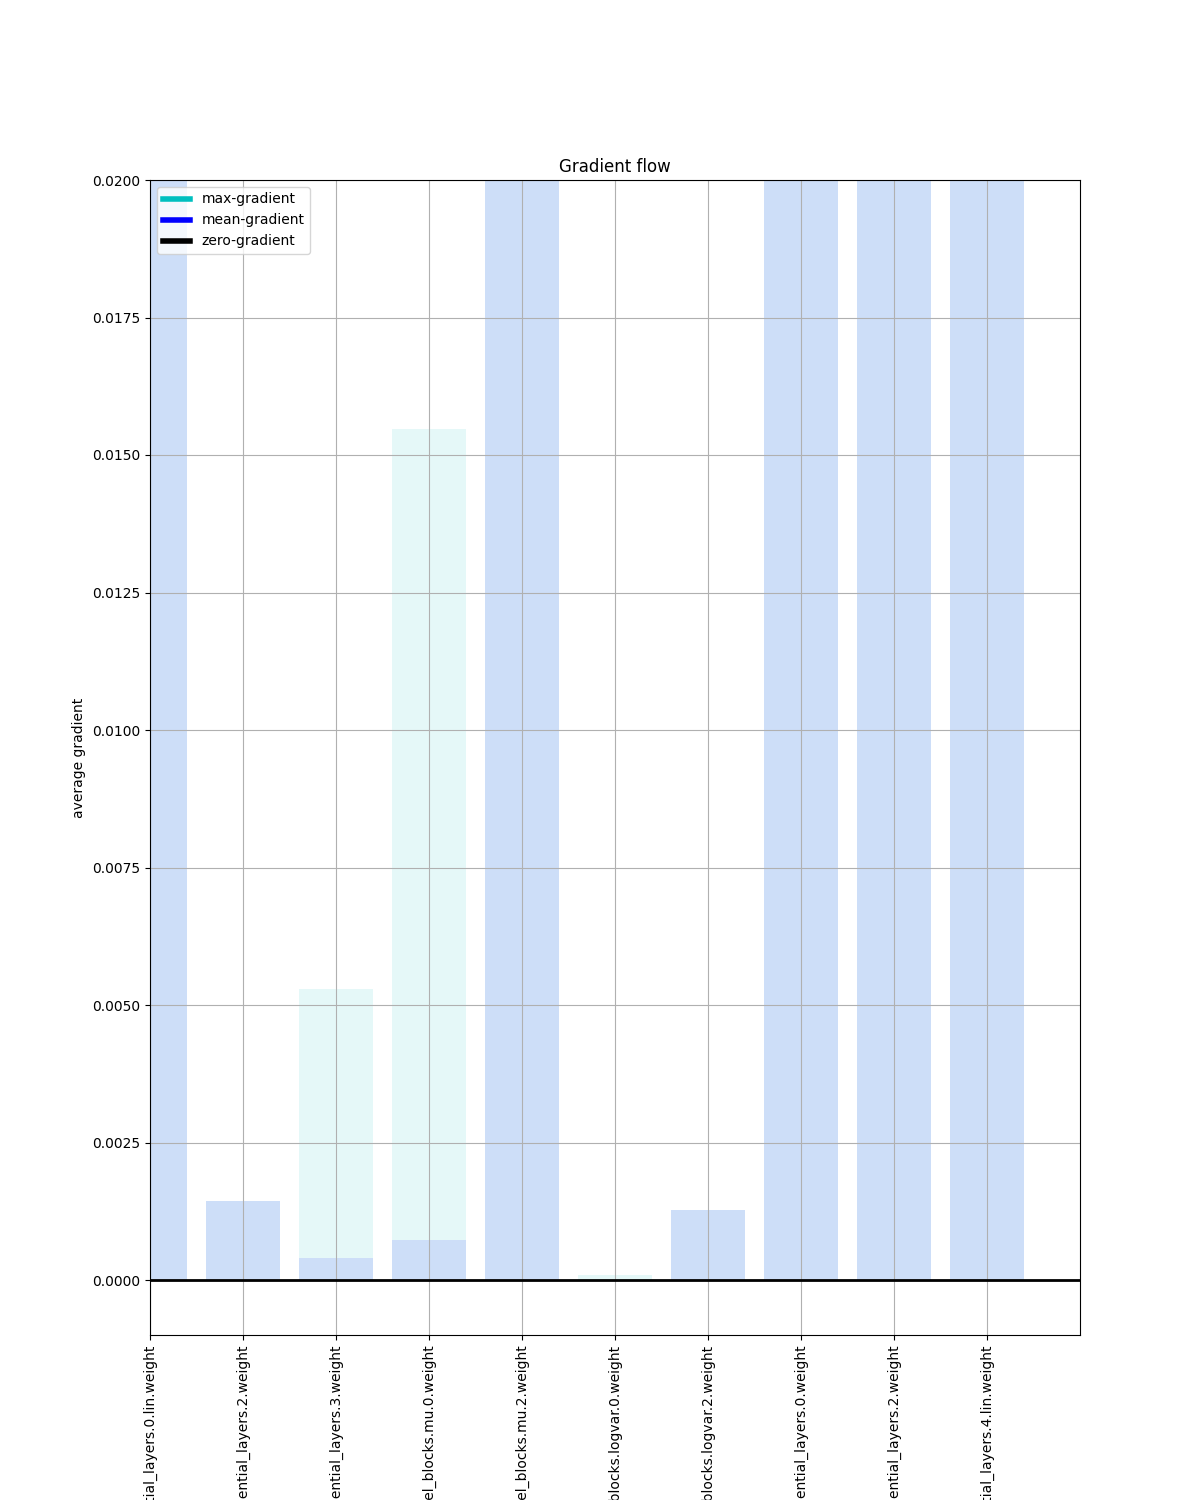 Gradient flow
max-gradient
mean-gradient
zero-gradient
0.0200
0.0175
0.0150
0.0125
0.0100
0.0075
0.0050
0.0025
0.0000
average gradient
tial_layers.0.lin.weight
ential_layers.2.weight
ential_layers.3.weight
el_blocks.mu.0.weight
el_blocks.mu.2.weight
blocks.logvar.0.weight
blocks.logvar.2.weight
ential_layers.0.weight
ential_layers.2.weight
tial_layers.4.lin.weight